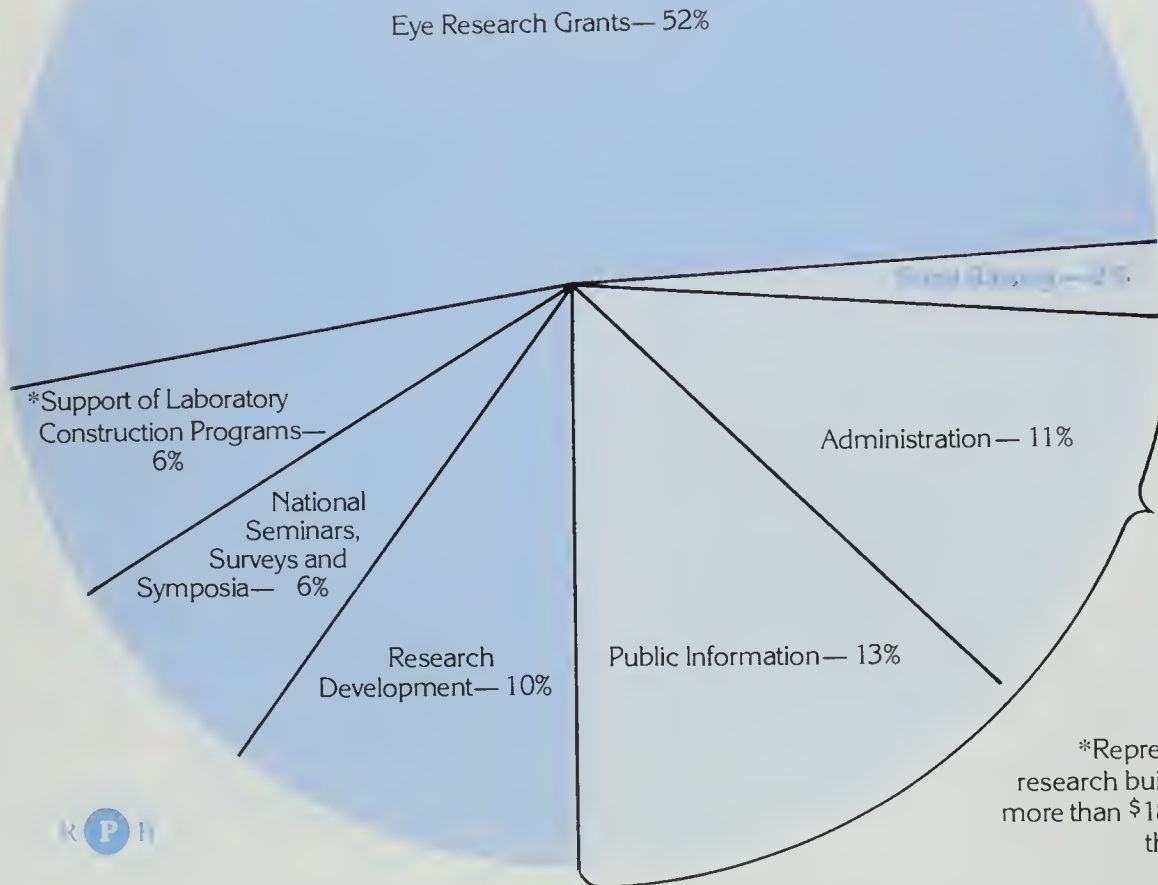 Eye Research Grants— 52%
*Support of Laboratory
Construction Programs—
6%
National
Seminars,
Surveys and
Symposia— 6%
Research
Development— 10%
Public Information— 13%
Administration— 11%
*Repre
research bui
more than $18
th
R P